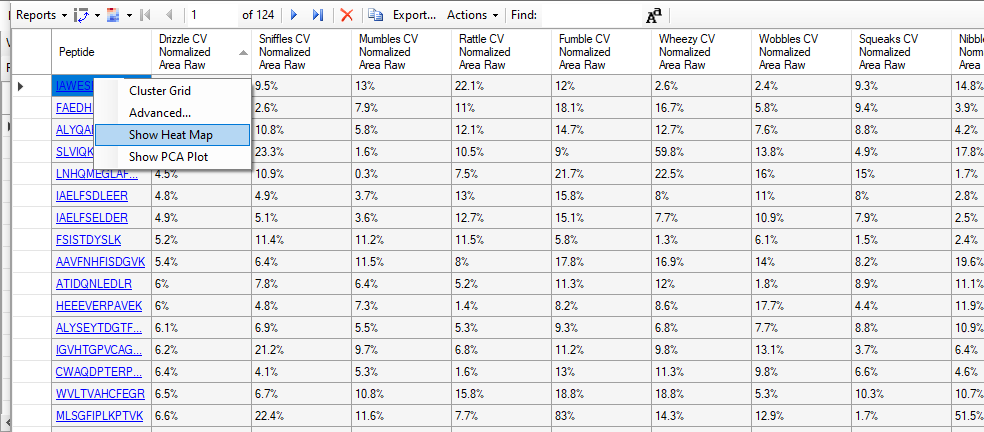 Reports 1 of 124 Export... Actions Find:
Peptide Drizzle CV Normalized Area Raw Sniffles CV Normalized Area Raw Mumbles CV Normalized Area Raw Rattle CV Normalized Area Raw Fumble CV Normalized Area Raw Wheezy CV Normalized Area Raw Wobbles CV Normalized Area Raw Squeaks CV Normalized Area Raw
IAWES 9.5% 13% 22.1% 12% 2.6% 2.4% 9.3% 14.8%
FAEDH 2.6% 7.9% 11% 18.1% 16.7% 5.8% 9.4% 3.9%
ALYQA 10.8% 5.8% 12.1% 14.7% 12.7% 7.6% 8.8% 4.2%
SLVIQK 23.3% 1.6% 10.5% 9% 59.8% 13.8% 4.9% 17.8%
LNHQMEGLAF... 4.5% 10.9% 0.3% 7.5% 21.7% 22.5% 16% 15% 1.7%
IAELFSDLEER 4.8% 4.9% 3.7% 13% 15.8% 8% 11% 8% 2.8%
IAELFSELDER 4.9% 5.1% 3.6% 12.7% 15.1% 7.7% 10.9% 7.9% 2.5%
FSISTDYSLK 5.2% 11.4% 11.2% 11.5% 5.8% 1.3% 6.1% 1.5% 2.4%
AAVFNHFISDGVK 5.4% 6.4% 11.5% 8% 17.8% 16.9% 14% 8.2% 19.6%
ATIDQNLEDLR 6% 7.8% 6.4% 5.2% 11.3% 12% 1.8% 8.9% 11.1%
HEEEVERPAVEK 6% 4.8% 7.3% 1.4% 8.2% 8.6% 17.7% 4.4% 11.9%
ALYSEYTDGTF... 6.1% 6.9% 5.5% 5.3% 9.3% 6.8% 7.7% 8.8% 10.9%
IGVHTGPVCAG... 6.2% 21.2% 9.7% 6.8% 11.2% 9.8% 13.1% 3.7% 6.4%
CWAQDPTERP... 6.4% 4.1% 5.3% 1.6% 13% 11.3% 9.8% 6.6% 4.6%
WVLTVAHCFEGR 6.5% 6.7% 10.8% 15.8% 18.8% 18.8% 5.3% 10.3% 10.7%
MLSGFIPLKPTVK 6.6% 22.4% 11.6% 7.7% 83% 14.3% 12.9% 1.7% 51.5%
Cluster Grid
Advanced...
Show Heat Map
Show PCA Plot